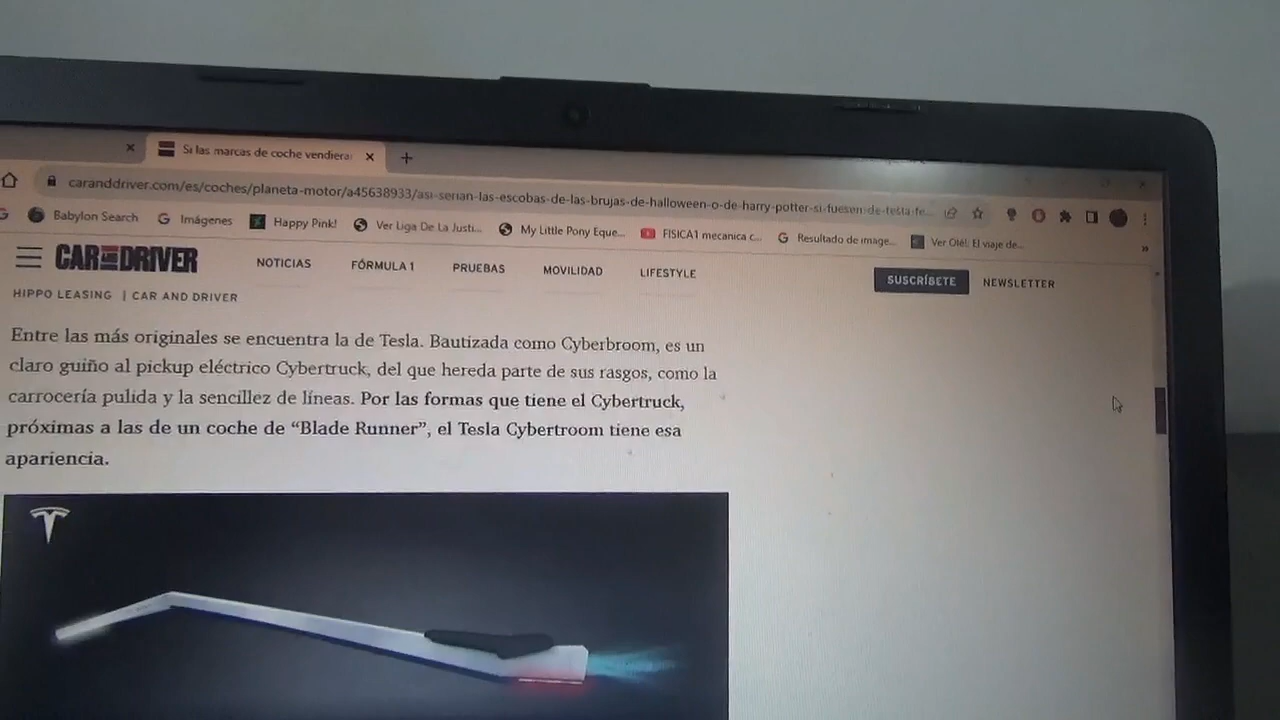 Si las marcas de coche vendiera
caranddriver.com/es/coches/planeta-motor/a45638933/asi-serian-las-escobas-de-las-brujas-de-halloween-o-de-harry-potter-si-fuesen-de-tesla-fe...
Babylon Search
Imágenes
Happy Pink!
Ver Liga De La Justi...
My Little Pony Eque...
FISICA1 mecanica c...
Resultado de image...
Ver Olé!. El viaje de...
CAR AND DRIVER
NOTICIAS
FÓRMULA 1
PRUEBAS
MOVILIDAD
LIFESTYLE
SUSCRÍBETE
NEWSLETTER
HIPPO LEASING | CAR AND DRIVER
Entre las más originales se encuentra la de Tesla. Bautizada como Cyberbroom, es un
claro guiño al pickup eléctrico Cybertruck, del que hereda parte de sus rasgos, como la
carrocería pulida y la sencillez de líneas. Por las formas que tiene el Cybertruck,
próximas a las de un coche de “Blade Runner”, el Tesla Cybertroom tiene esa
apariencia.